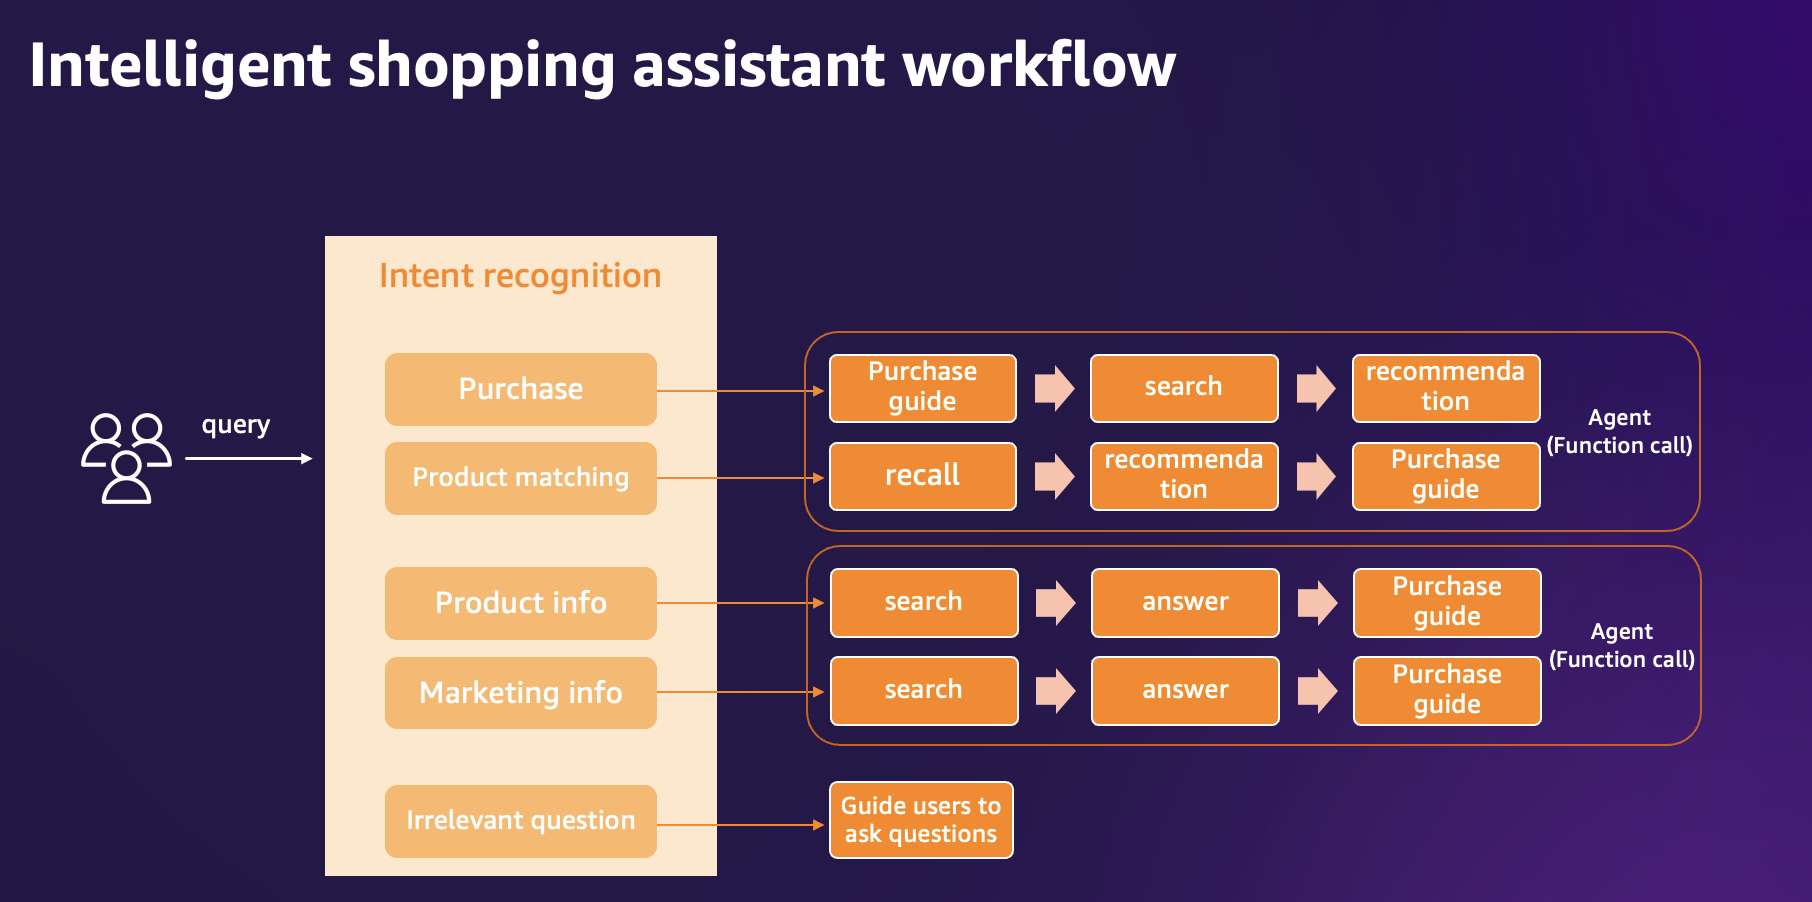 Intelligent shopping assistant workflow
query
Intent recognition
Purchase
Product matching
Product info
Marketing info
Irrelevant question
Purchase
guide
search
recommenda
tion
recall
recommenda
tion
Purchase
guide
Agent
(Function call)
search
answer
Purchase
guide
search
answer
Purchase
guide
Agent
(Function call)
Guide users to
ask questions